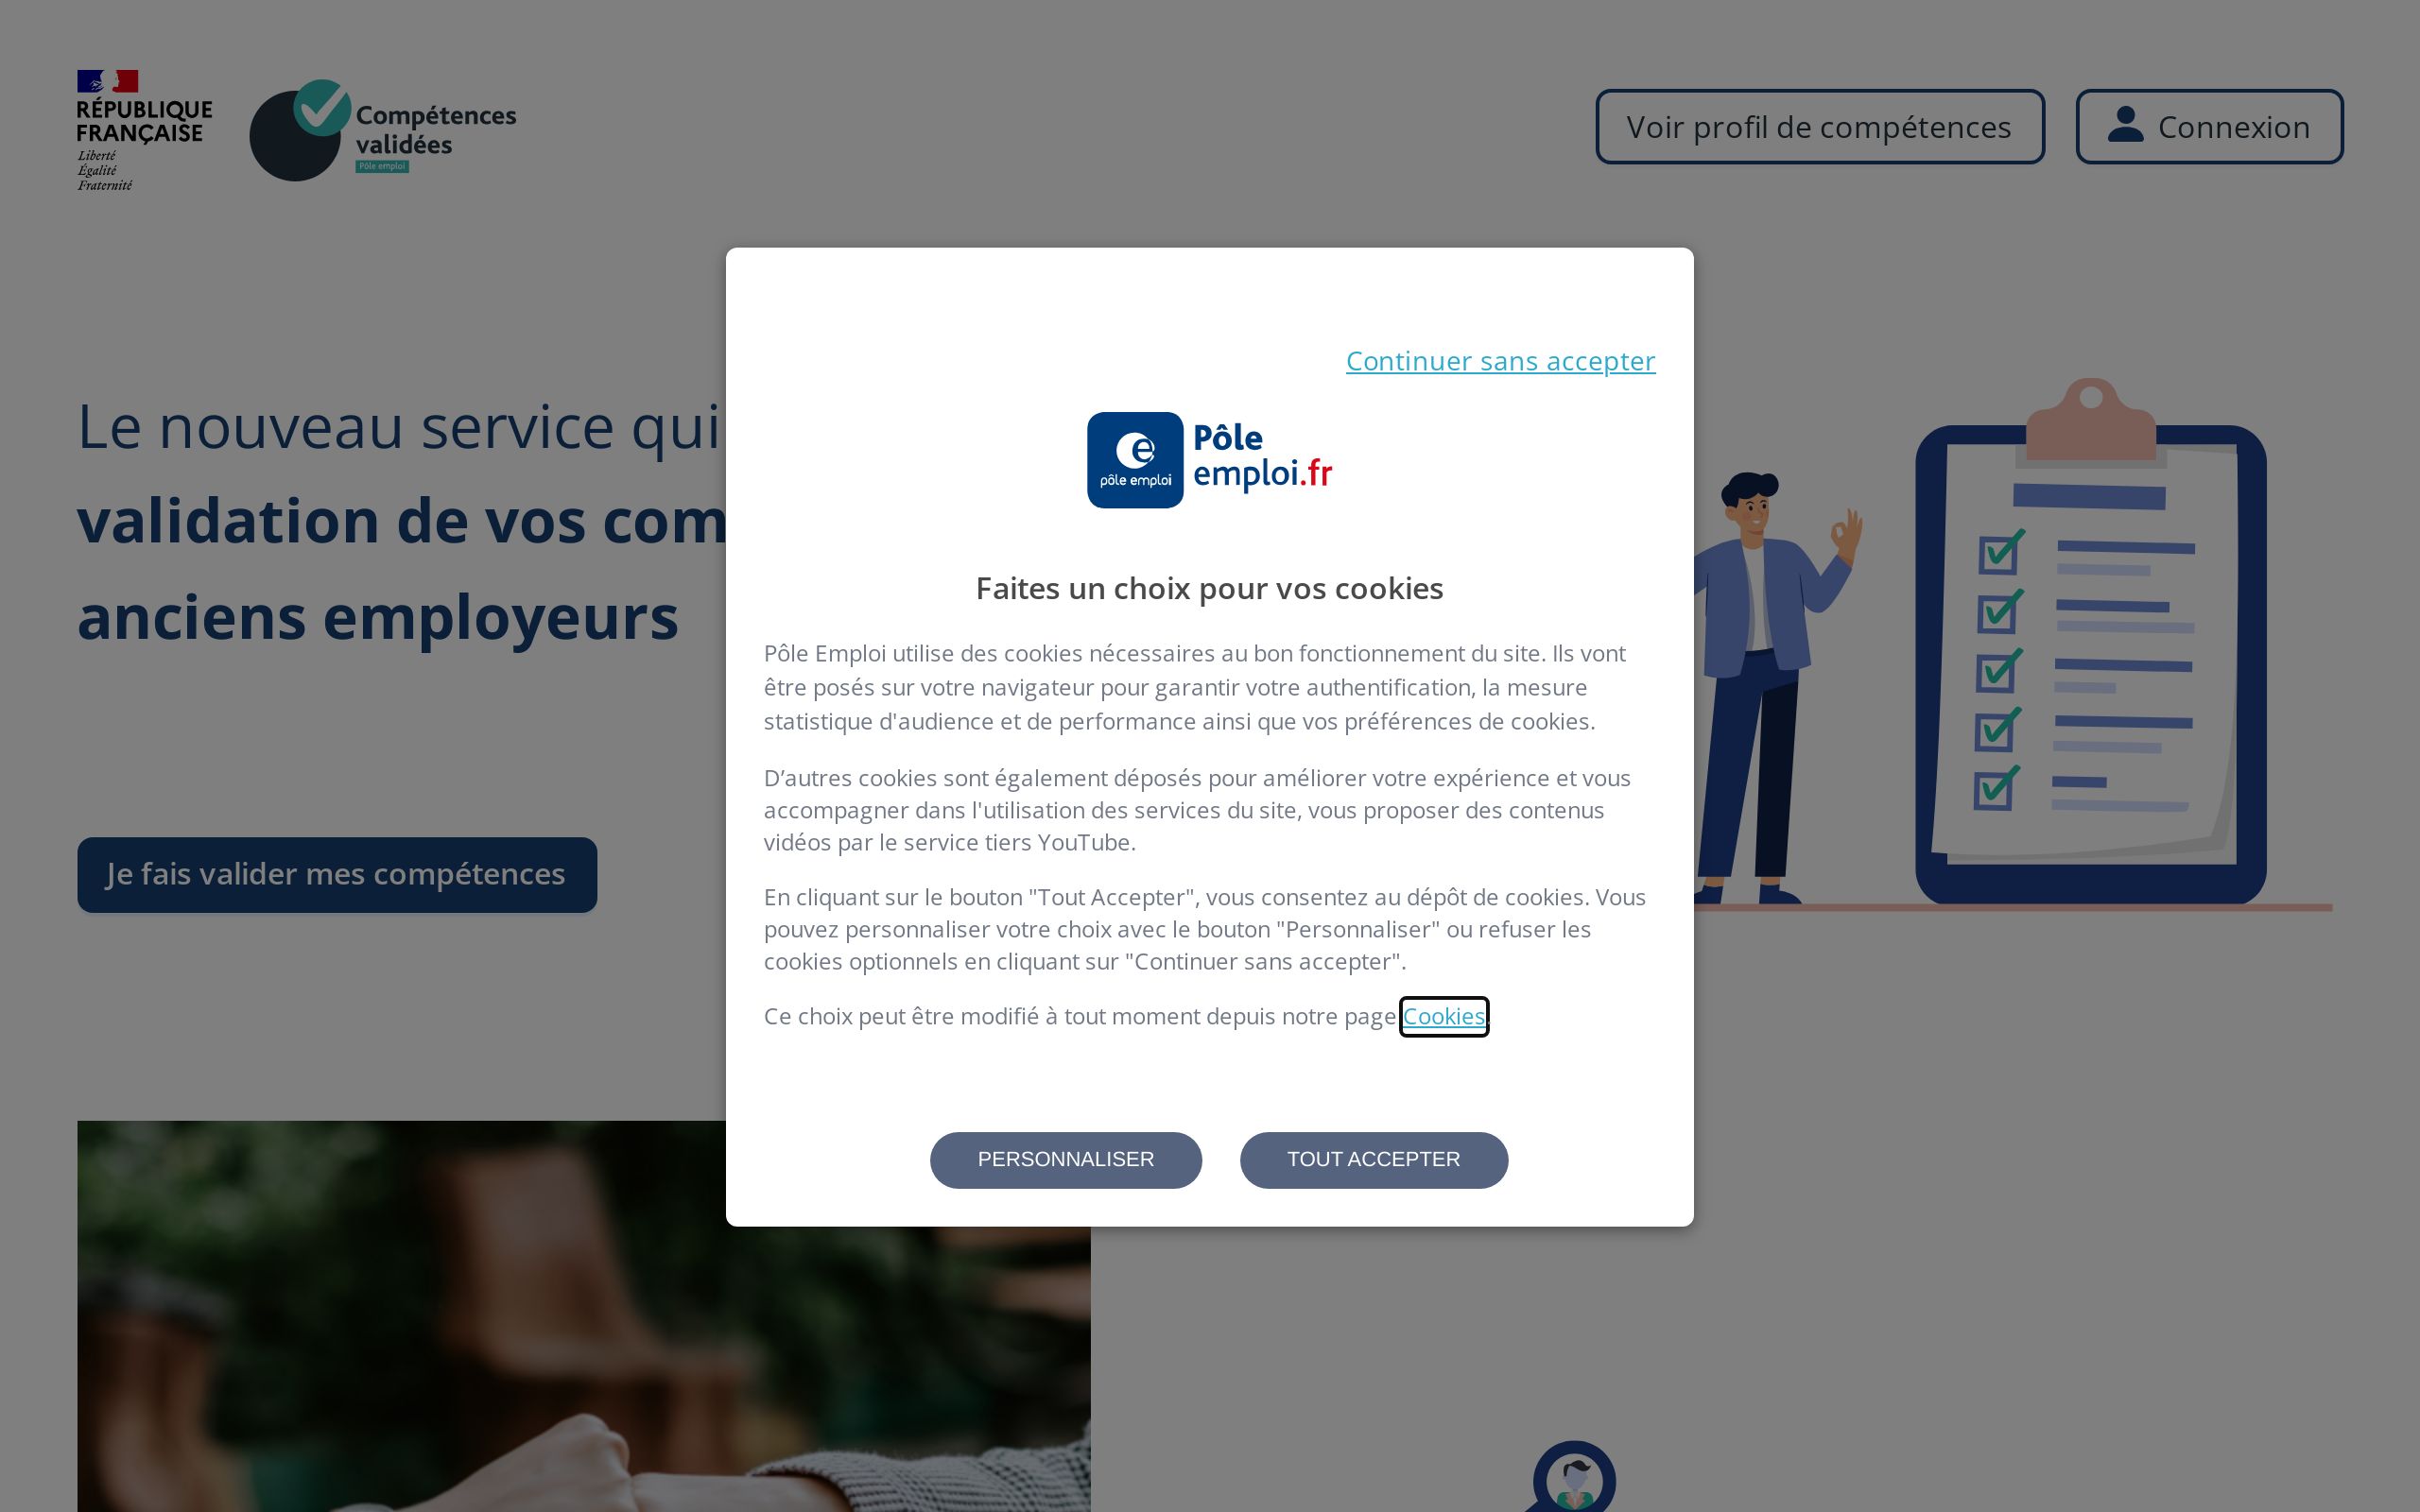 RÉPUBLIQUE
FRANÇAISE
Liberté
Égalité
Fraternité
Compétences
validées
Pôle emploi
Voir profil de compétences
Connexion
Le nouveau service qui
validation de vos com
anciens employeurs
Je fais valider mes compétences
Continuer sans accepter
pôle emploi
Pôle
emploi.fr
Faites un choix pour vos cookies
Pôle Emploi utilise des cookies nécessaires au bon fonctionnement du site. Ils vont
être posés sur votre navigateur pour garantir votre authentification, la mesure
statistique d'audience et de performance ainsi que vos préférences de cookies.
D’autres cookies sont également déposés pour améliorer votre expérience et vous
accompagner dans l'utilisation des services du site, vous proposer des contenus
vidéos par le service tiers YouTube.
En cliquant sur le bouton "Tout Accepter", vous consentez au dépôt de cookies. Vous
pouvez personnaliser votre choix avec le bouton "Personnaliser" ou refuser les
cookies optionnels en cliquant sur "Continuer sans accepter".
Ce choix peut être modifié à tout moment depuis notre page Cookies.
PERSONNALISER
TOUT ACCEPTER